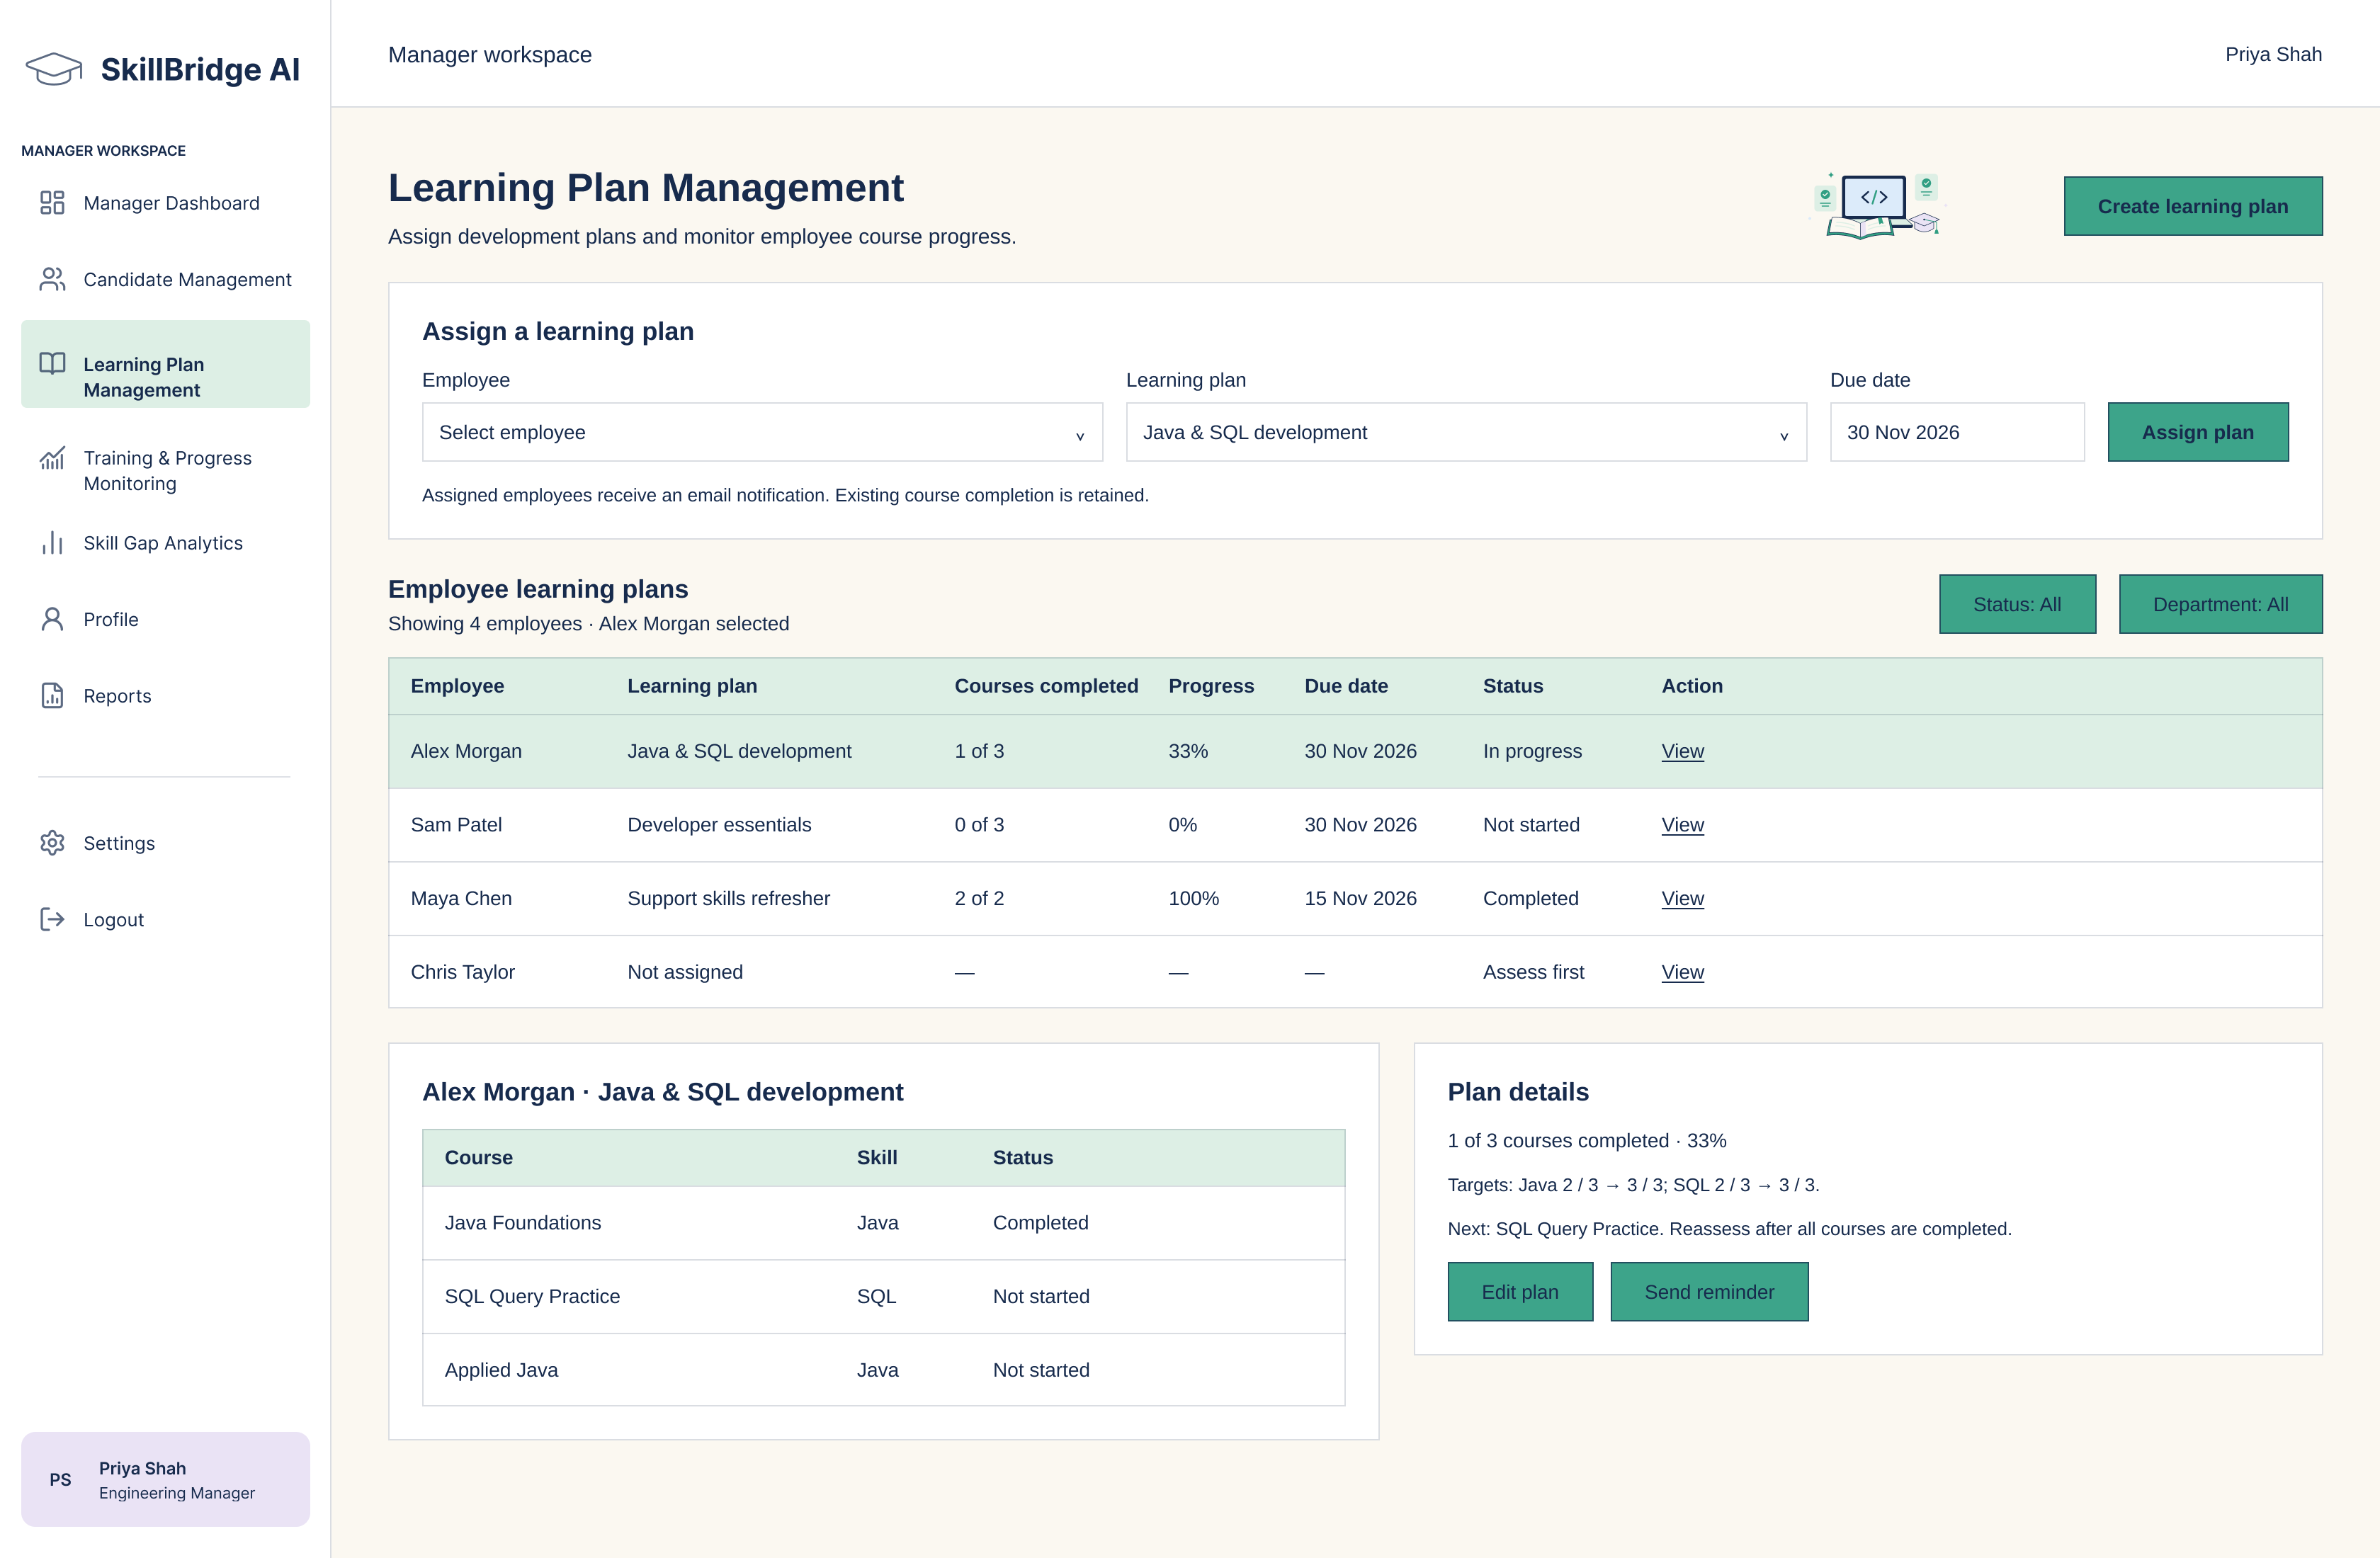 SkillBridge AI
MANAGER WORKSPACE
Manager Dashboard
Candidate Management
Learning Plan
Management
Training & Progress
Monitoring
Skill Gap Analytics
Profile
Reports
Settings
Logout
PS
Priya Shah
Engineering Manager
Manager workspace
Priya Shah
Learning Plan Management
Assign development plans and monitor employee course progress.
</>
Create learning plan
Assign a learning plan
Employee Learning plan Due date
Select employee Java & SQL development 30 Nov 2026 Assign plan
Assigned employees receive an email notification. Existing course completion is retained.
Employee learning plans
Showing 4 employees · Alex Morgan selected
Status: All Department: All
Employee Learning plan Courses completed Progress Due date Status Action
Alex Morgan Java & SQL development 1 of 3 33% 30 Nov 2026 In progress View
Sam Patel Developer essentials 0 of 3 0% 30 Nov 2026 Not started View
Maya Chen Support skills refresher 2 of 2 100% 15 Nov 2026 Completed View
Chris Taylor Not assigned — — — Assess first View
Alex Morgan · Java & SQL development
Course Skill Status
Java Foundations Java Completed
SQL Query Practice SQL Not started
Applied Java Java Not started
Plan details
1 of 3 courses completed · 33%
Targets: Java 2 / 3 → 3 / 3; SQL 2 / 3 → 3 / 3.
Next: SQL Query Practice. Reassess after all courses are completed.
Edit plan Send reminder